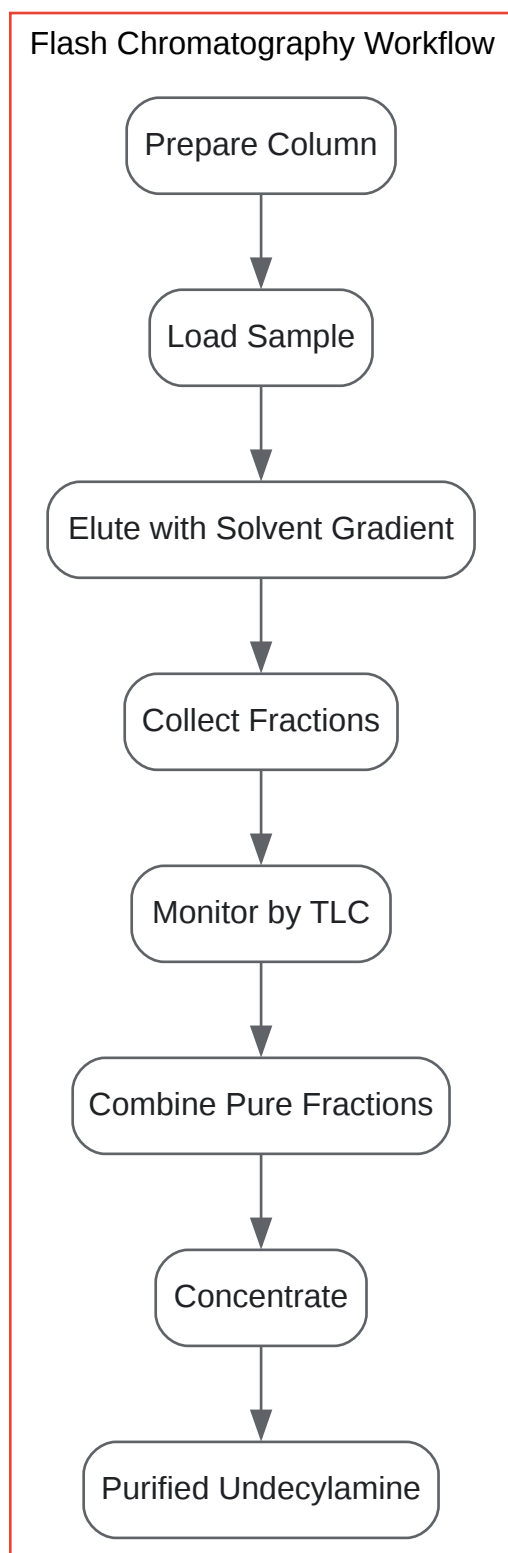 Flash Chromatography Workflow
Prepare Column
Load Sample
Elute with Solvent Gradient
Collect Fractions
Monitor by TLC
Combine Pure Fractions
Concentrate
Purified Undecylamine